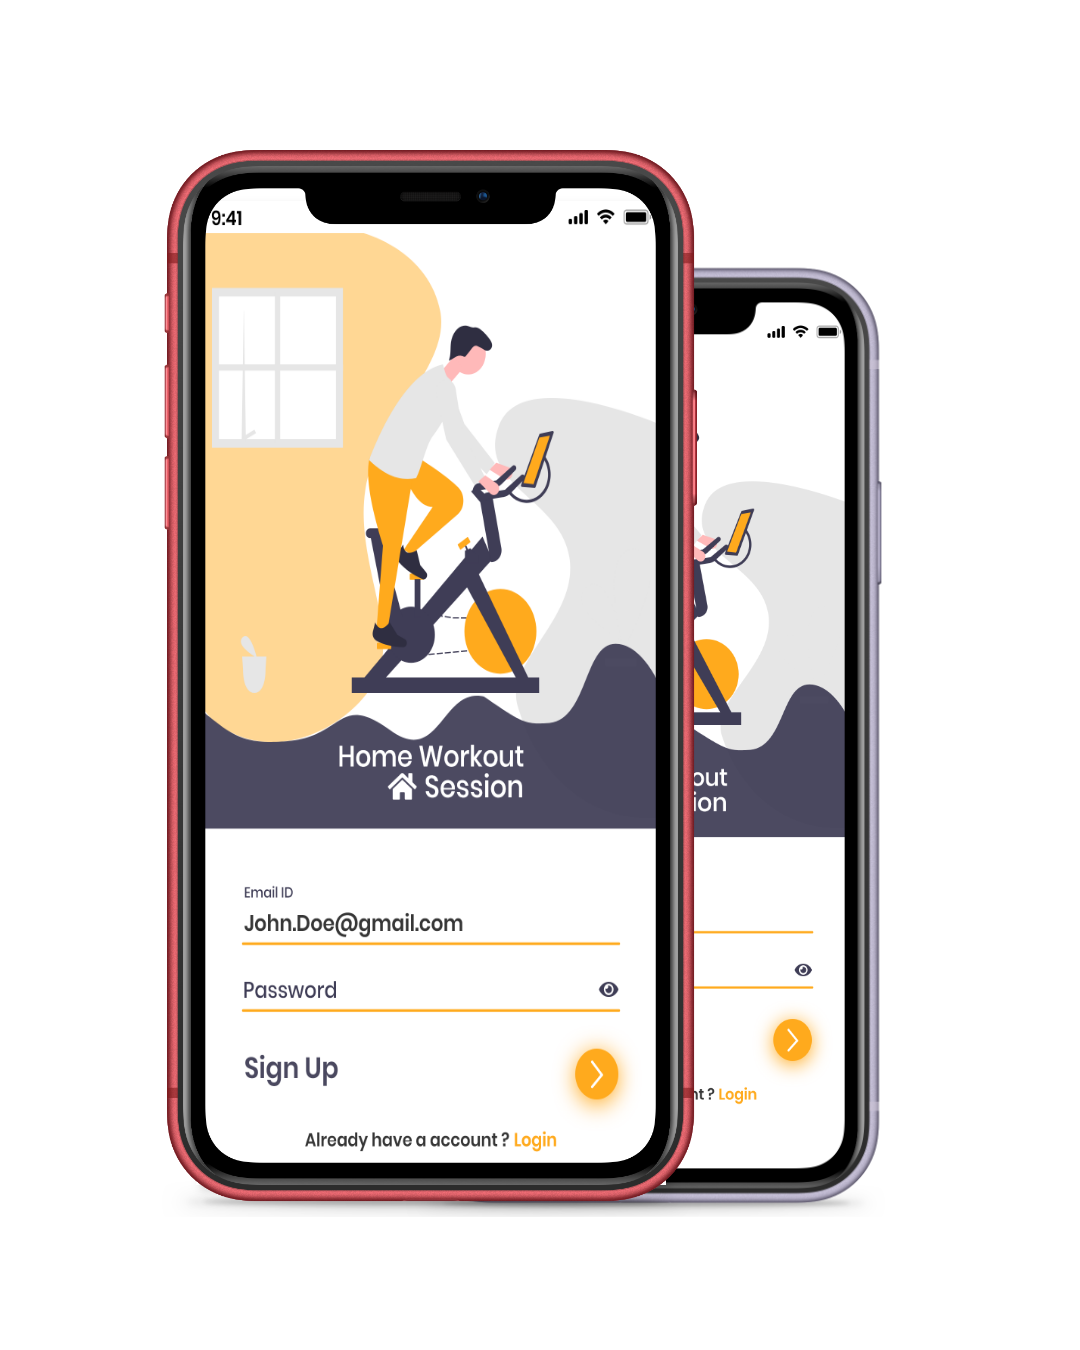 9:41
Home Workout
Session
Email ID
John.Doe@gmail.com
Password
Sign Up
Already have a account ? Login
out
ion
nt ? Login